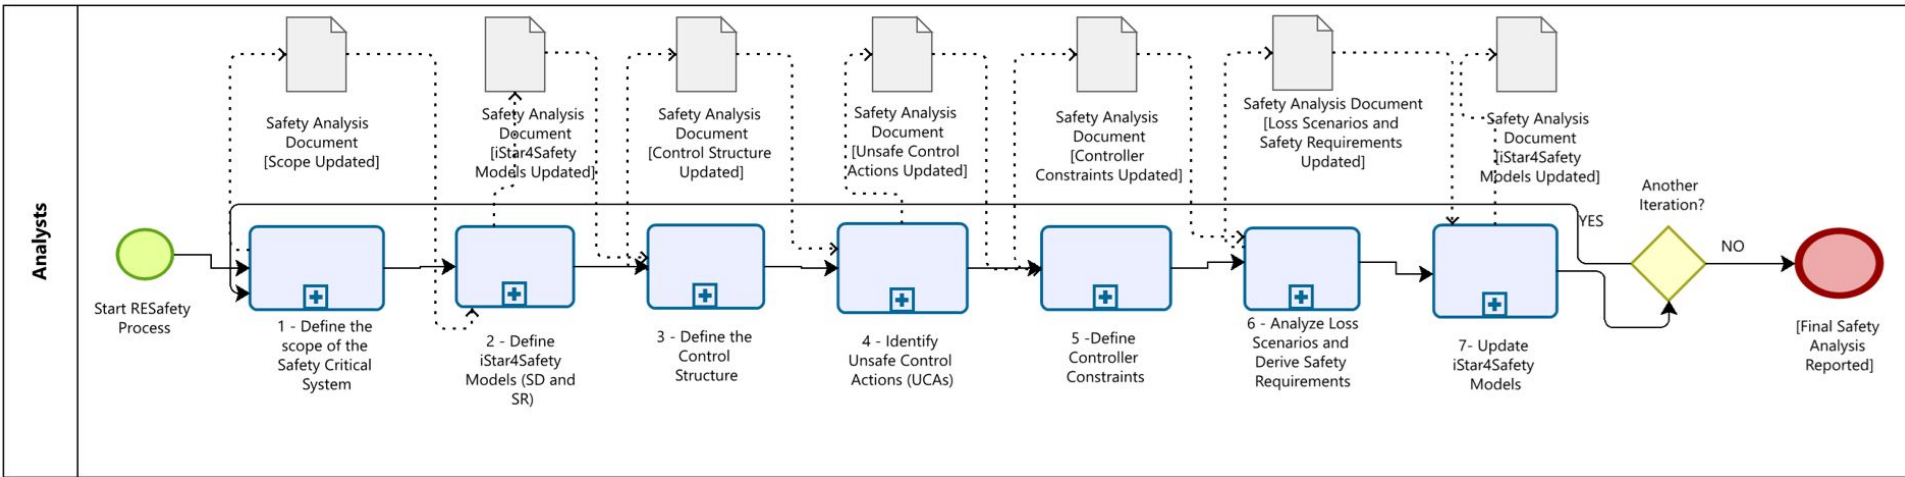 Analysts
Start RESafety
Process
Safety Analysis
Document
[Scope Updated]
Safety Analysis
Document
[iStar4Safety
Models Updated]
Safety Analysis
Document
[Control Structure
Updated]
Safety Analysis
Document
[Unsafe Control
Actions Updated]
Safety Analysis
Document
[Controller
Constraints Updated]
Safety Analysis Document
[Loss Scenarios and
Safety Requirements
Updated]
Safety Analysis
Document
[iStar4Safety
Models Updated]
1 - Define the
scope of the
Safety Critical
System
2 - Define
iStar4Safety
Models (SD and
SR)
3 - Define the
Control
Structure
4 - Identify
Unsafe Control
Actions (UCAs)
5 -Define
Controller
Constraints
6 - Analyze Loss
Scenarios and
Derive Safety
Requirements
7- Update
iStar4Safety
Models
Another
Iteration?
YES
NO
[Final Safety
Analysis
Reported]